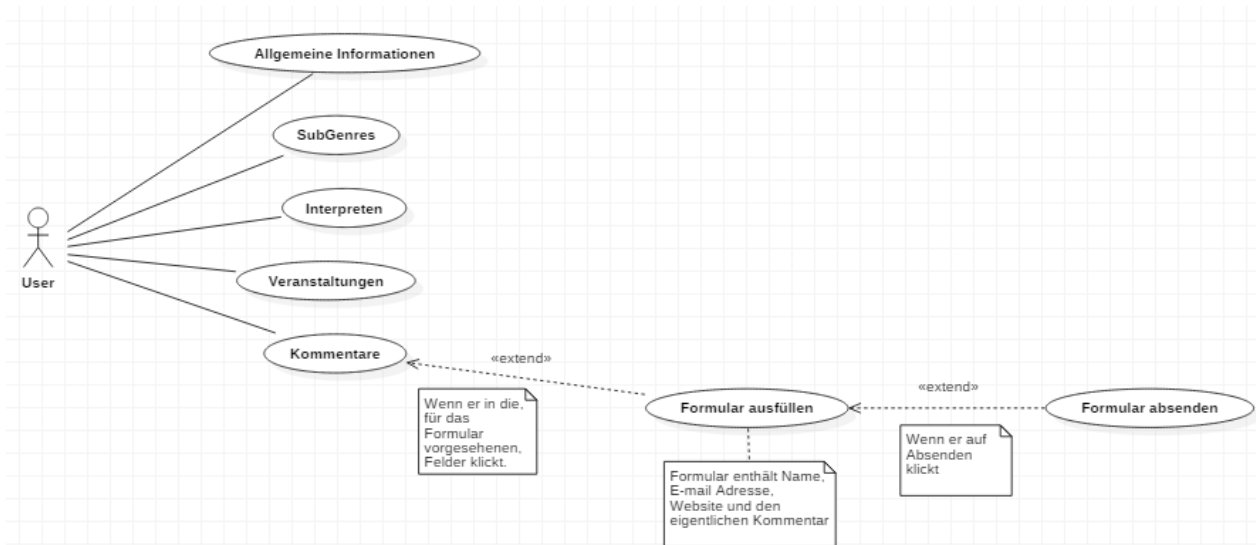 Allgemeine Informationen
SubGenres
Interpreten
User
Veranstaltungen
Kommentare
«extend»
Wenn er in die,
für das
Formular
vorgesehenen,
Felder klickt.
Formular ausfüllen
«extend»
Formular absenden
Wenn er auf
Absenden
klickt
Formular enthält Name,
E-mail Adresse,
Website und den
eigentlichen Kommentar